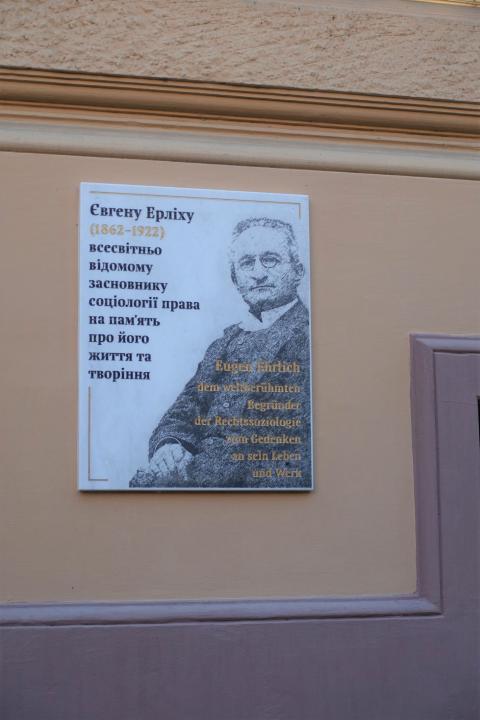 Євгену Ерліху
(1862-1922)
всесвітньо
відомому
засновнику
соціології права
на пам'ять
про його
життя та
творіння
Eugen Ehrlich
dem weltberühmten
Begründer
der Rechtssoziologie
zum Gedenken
an sein Leben
und Werk